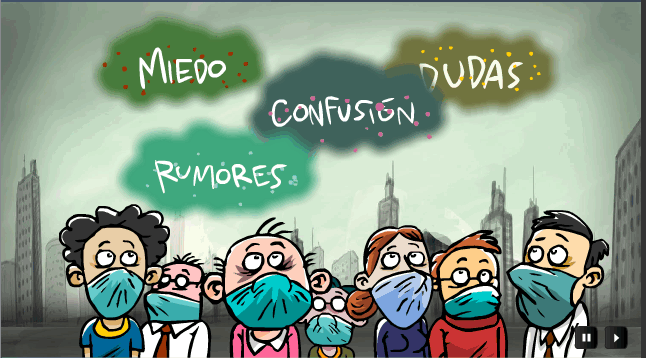 MIEDO
DUDAS
CONFUSIÓN
RUMORES